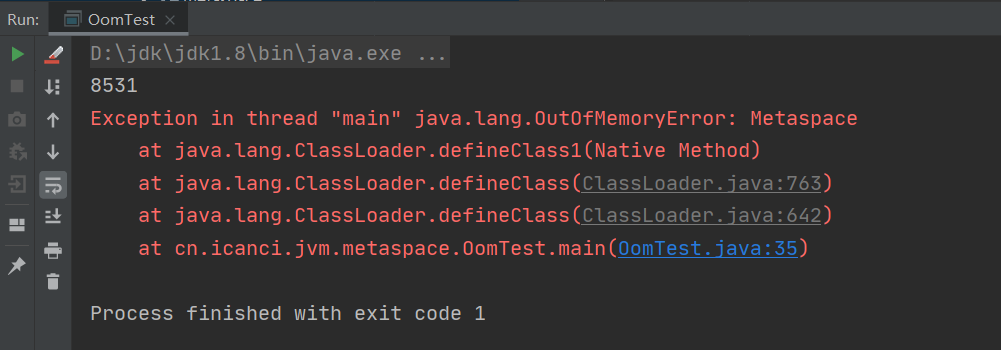 Run: OomTest
D:\jdk\jdk1.8\bin\java.exe ...
8531
Exception in thread "main" java.lang.OutOfMemoryError: Metaspace
at java.lang.ClassLoader.defineClass1(Native Method)
at java.lang.ClassLoader.defineClass(ClassLoader.java:763)
at java.lang.ClassLoader.defineClass(ClassLoader.java:642)
at cn.icanci.jvm.metaspace.OomTest.main(OomTest.java:35)
Process finished with exit code 1